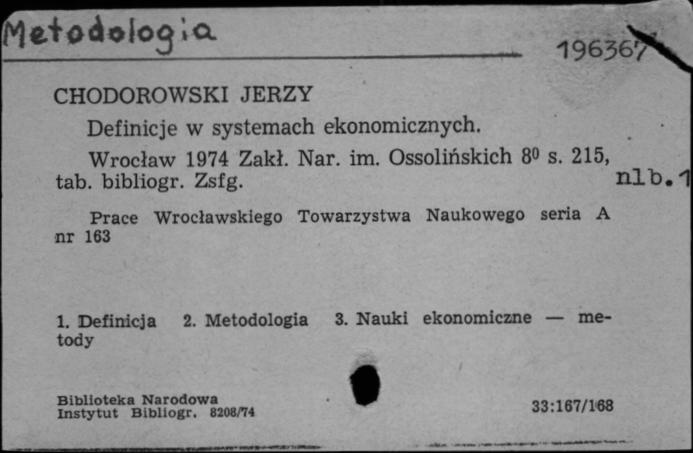 Metodologia
196367
CHODOROWSKI JERZY
Definicje w systemach ekonomicznych.
Wrocław 1974 Zakł. Nar. im. Ossolińskich 8⁰ s. 215, nlb. 1
tab. bibliogr. Zsfg.
Prace Wrocławskiego Towarzystwa Naukowego seria A
nr 163
1. Definicja 2. Metodologia 3. Nauki ekonomiczne — me-
tody
Biblioteka Narodowa
Instytut Bibliogr. 8208/74
33:167/168